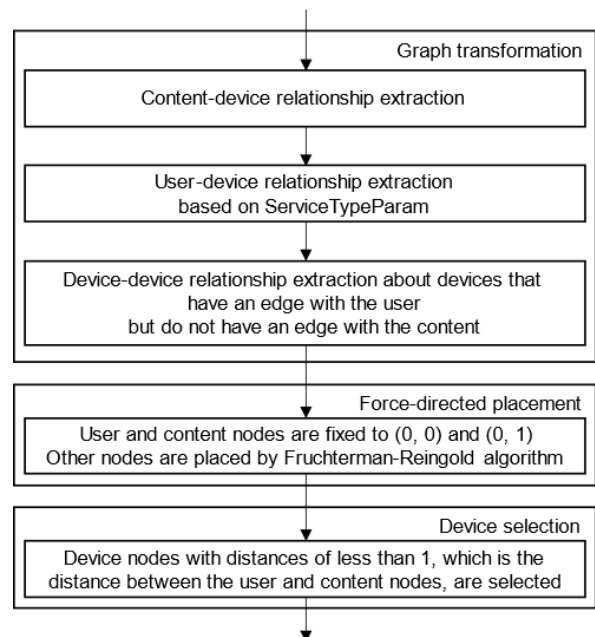 Graph transformation
Content-device relationship extraction
User-device relationship extraction
based on ServiceTypeParam
Device-device relationship extraction about devices that
have an edge with the user
but do not have an edge with the content
Force-directed placement
User and content nodes are fixed to (0, 0) and (0, 1)
Other nodes are placed by Fruchterman-Reingold algorithm
Device selection
Device nodes with distances of less than 1, which is the
distance between the user and content nodes, are selected